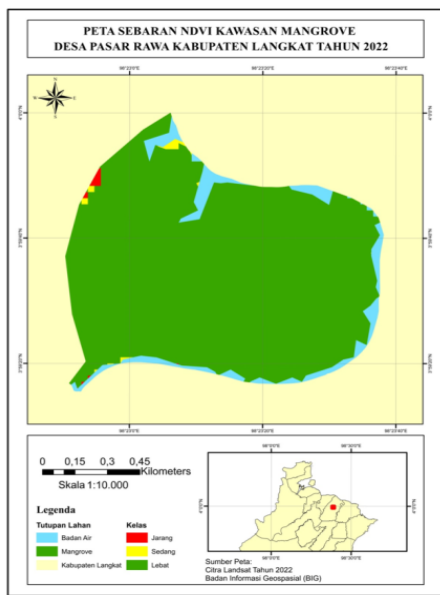 PETA SEBARAN NDVI KAWASAN MANGROVE
DESA PASAR RAWA KABUPATEN LANGKAT TAHUN 2022
0 0,15 0,3 0,45
Kilometers
Skala 1:10.000
Legenda
Tutupan Lahan
Badan Air
Mangrove
Kabupaten Langkat
Kelas
Jarang
Sedang
Lebat
Sumber Peta:
Citra Landsat Tahun 2022
Badan Informasi Geospasial (BIG)